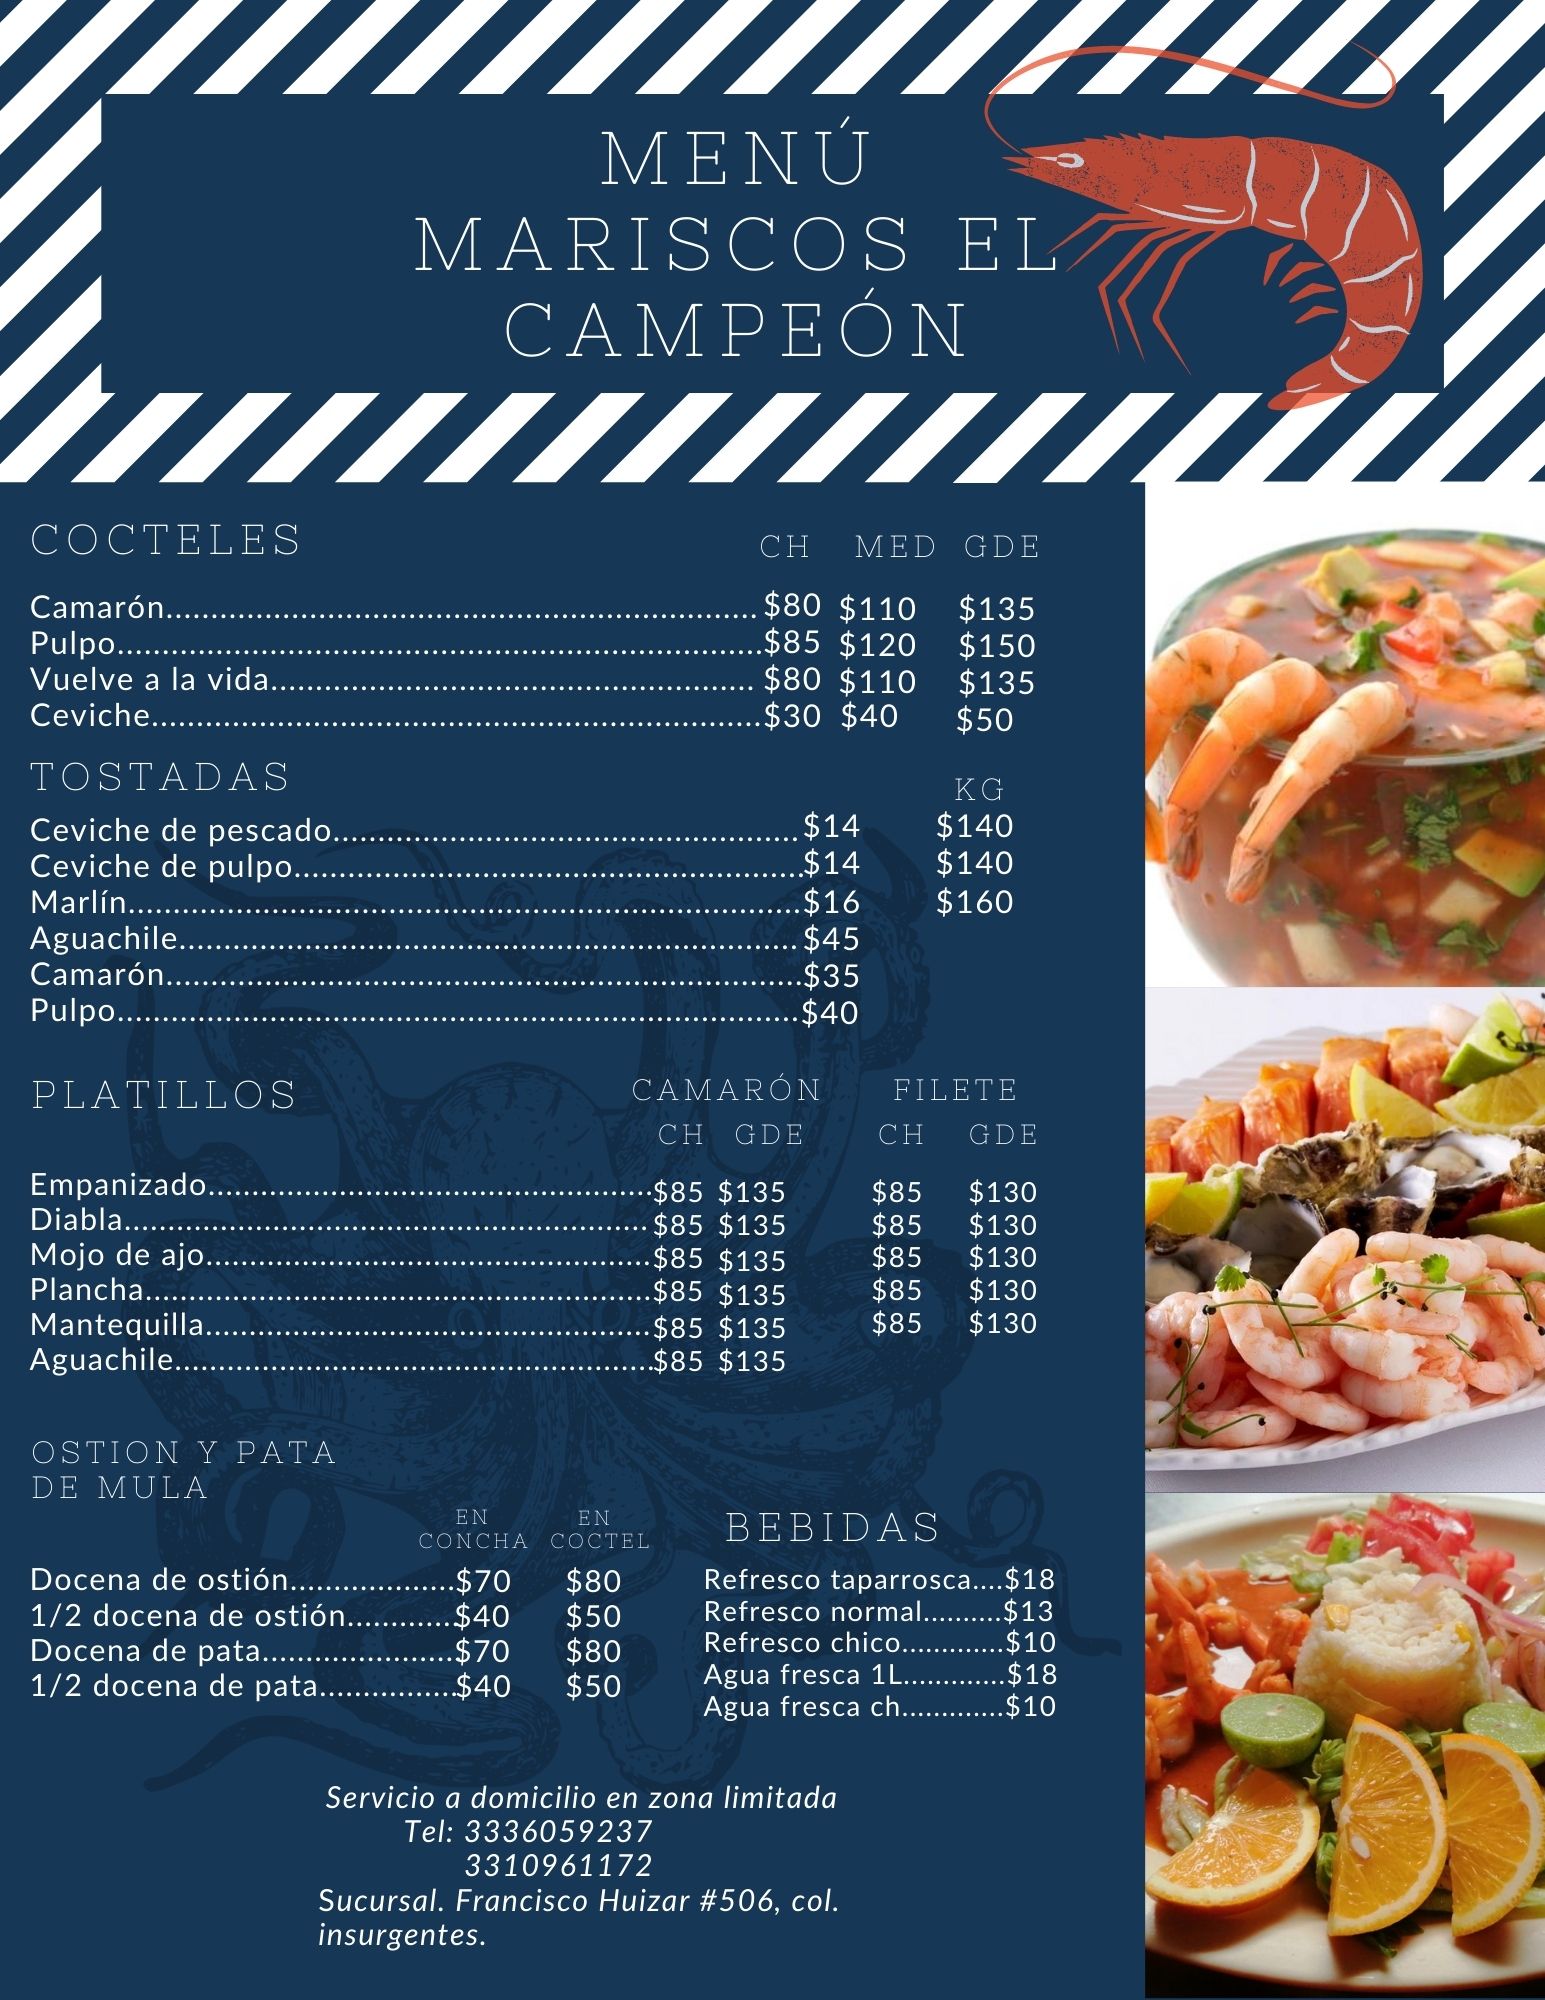 MENÚ
MARISCOS EL
CAMPEÓN
COCTELES CH MED GDE
Camarón.................................................................. $80 $110 $135
Pulpo........................................................................$85 $120 $150
Vuelve a la vida...................................................... $80 $110 $135
Ceviche....................................................................$30 $40 $50
TOSTADAS KG
Ceviche de pescado.................................................... $14 $140
Ceviche de pulpo.........................................................$14 $140
Marlín...........................................................................$16 $160
Aguachile..................................................................... $45
Camarón.......................................................................$35
Pulpo............................................................................$40
PLATILLOS CAMARÓN FILETE
CH GDE CH GDE
Empanizado.....................................................$85 $135 $85 $130
Diabla............................................................... $85 $135 $85 $130
Mojo de ajo......................................................$85 $135 $85 $130
Plancha.............................................................$85 $135 $85 $130
Mantequilla......................................................$85 $135 $85 $130
Aguachile..........................................................$85 $135
OSTION Y PATA
DE MULA
EN EN
CONCHA COCTEL
Docena de ostión...................$70 $80
1/2 docena de ostión............$40 $50
Docena de pata......................$70 $80
1/2 docena de pata................$40 $50
BEBIDAS
Refresco taparrosca....$18
Refresco normal..........$13
Refresco chico.............$10
Agua fresca 1L.............$18
Agua fresca ch.............$10
Servicio a domicilio en zona limitada
Tel: 3336059237
3310961172
Sucursal. Francisco Huizar #506, col.
insurgentes.